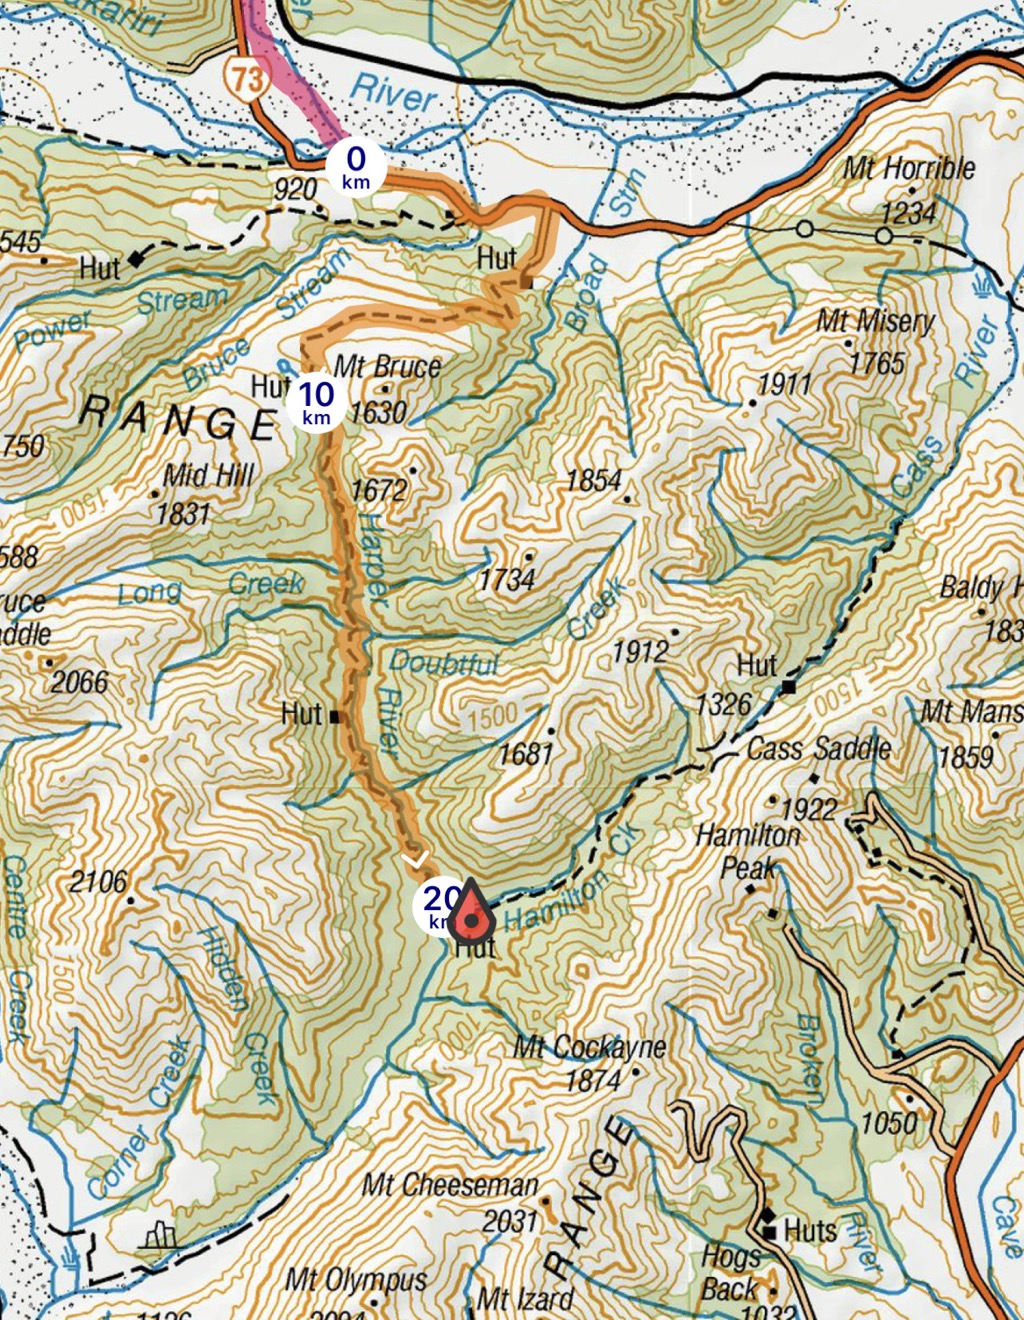 River
73
0
km
920
Mt Horrible
1234
Stm
545
Hut
Hut
Broad
Stream
Stream
Power
Bruce
Mt Misery
1765
River
Mt Bruce
1630
Hut
10
km
1911
RANGE
750
Mid Hill
1831
1500
1672
1854
Cass
Harper
588
1734
Long
Creek
Creek
Baldy
1912
Doubtful
2066
Hut
1326
1500
River
Hut
1500
1681
Mt Mans
1859
Cass Saddle
1922
Hamilton
Peak
Ck
2106
20
Hamilton
Hut
Centre
Creek
1500
Hidden
Creek
Mt Cockayne
1874
Broken
1050
Corner
Creek
RANGE
Mt Cheeseman
2031
Cave
Huts
River
Hogs
Back
1032
Mt Olympus
Mt Izard